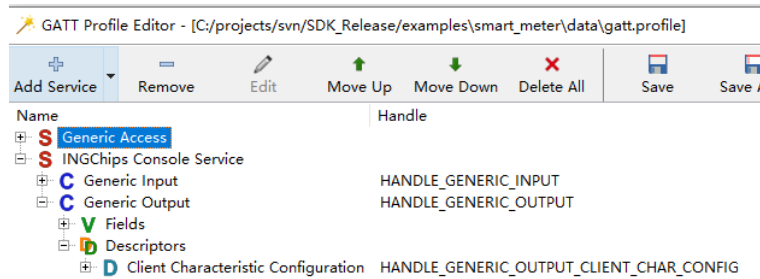 GATT Profile Editor - [C:/projects/svn/SDK_Release/examples\smart_meter\data\gatt.profile]
Add Service Remove Edit Move Up Move Down Delete All Save Save
Name Handle
S Generic Access
S INGChips Console Service
C Generic Input HANDLE_GENERIC_INPUT
C Generic Output HANDLE_GENERIC_OUTPUT
V Fields
D Descriptors
D Client Characteristic Configuration HANDLE_GENERIC_OUTPUT_CLIENT_CHAR_CONFIG